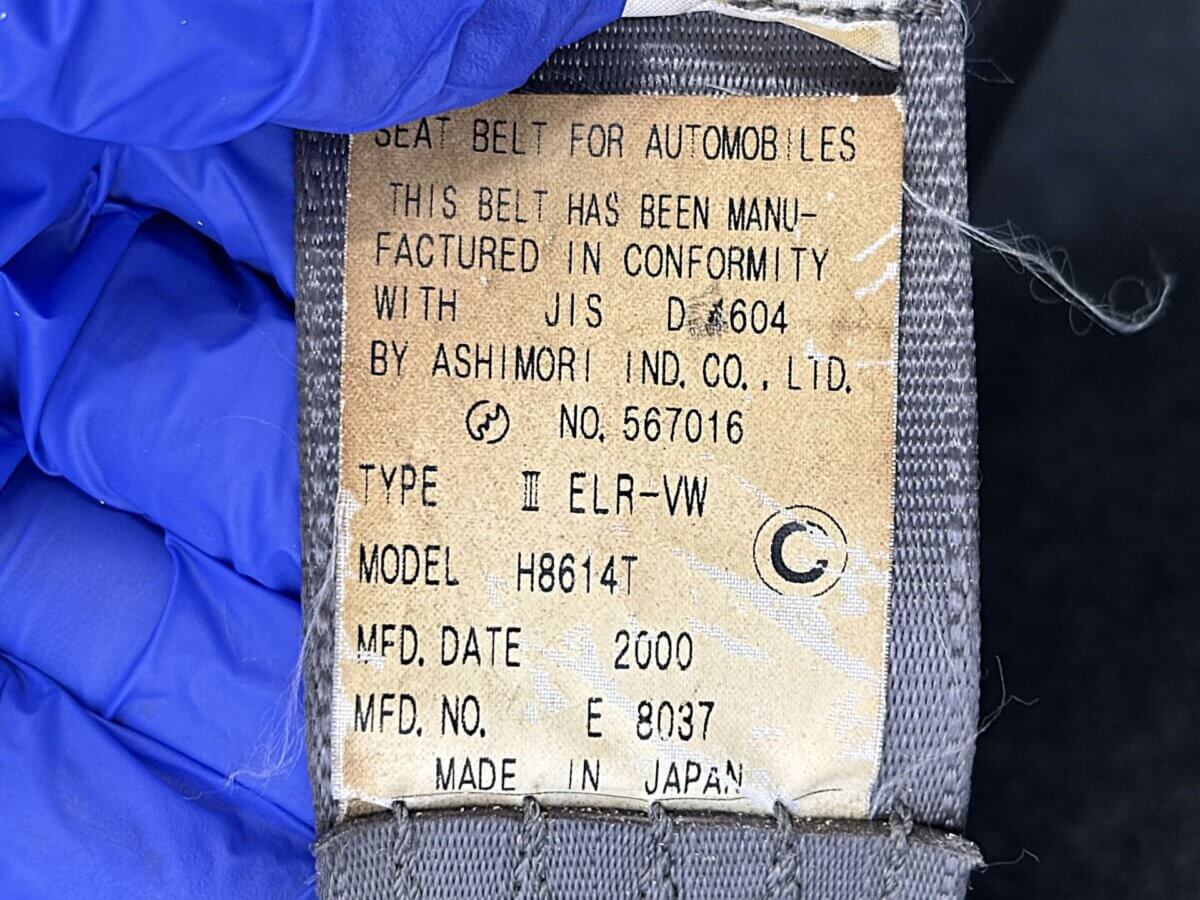 SEAT BELT FOR AUTOMOBILES
THIS BELT HAS BEEN MANU-
FACTURED IN CONFORMITY
WITH JIS D 4604
BY ASHIMORI IND. CO., LTD.
NO. 567016
TYPE Ⅲ ELR-VW
C
MODEL H8614T
MFD. DATE 2000
MFD. NO. E 8037
MADE IN JAPAN